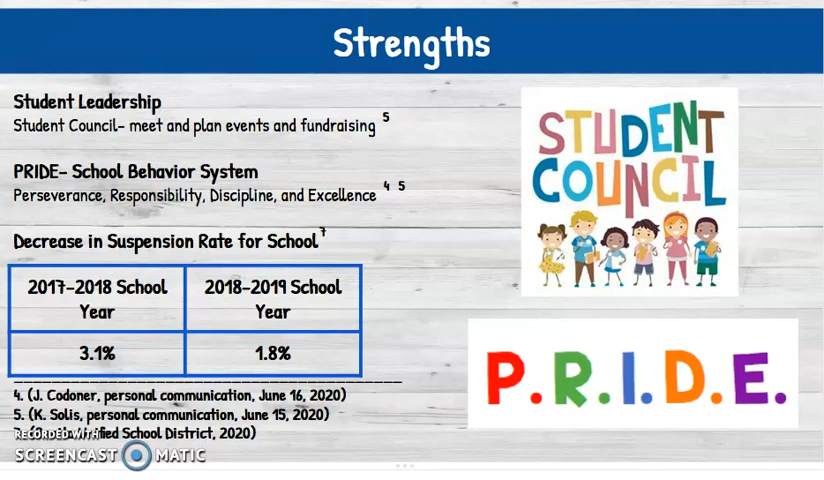 Strengths
Student Leadership
Student Council- meet and plan events and fundraising 5
PRIDE- School Behavior System
Perseverance, Responsibility, Discipline, and Excellence 4 5
Decrease in Suspension Rate for School 7
2017-2018 School Year
2018-2019 School Year
3.1%
1.8%
4. (J. Codoner, personal communication, June 16, 2020)
5. (K. Solis, personal communication, June 15, 2020)
School District, 2020)
RECORDED WITH
SCREENCAST MATIC
STUDENT
COUNCIL
P.R.I.D.E.